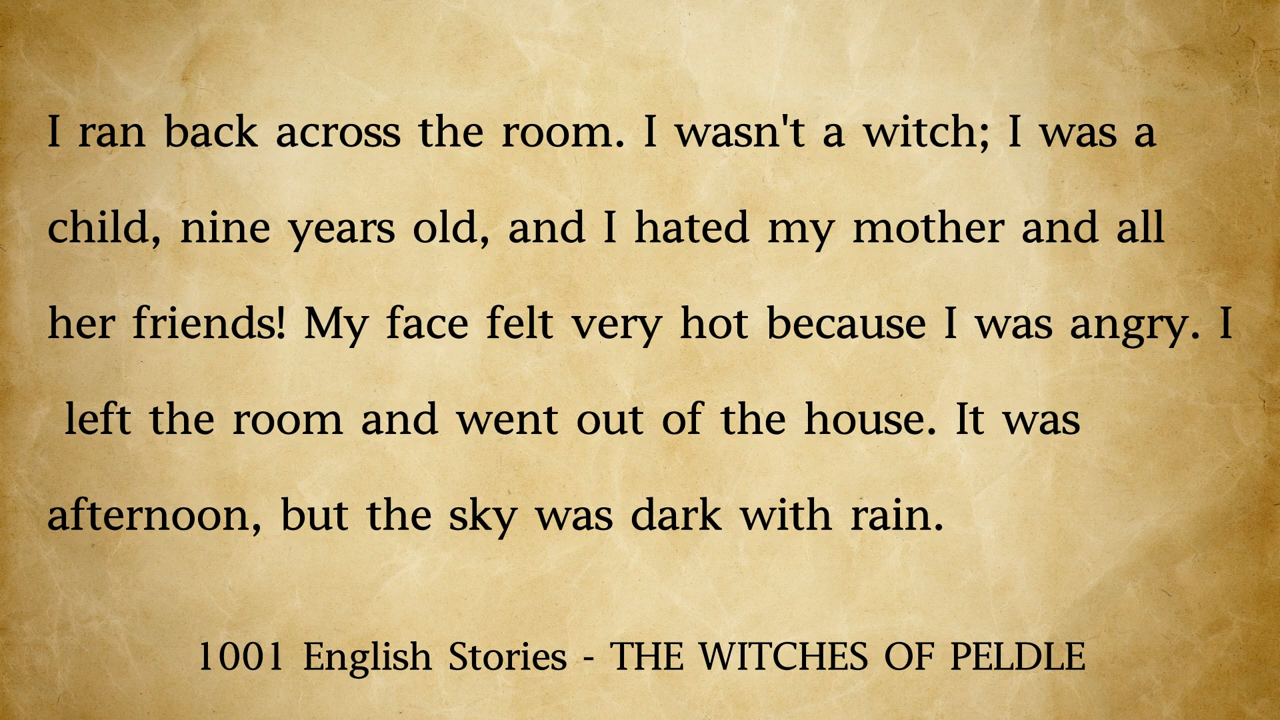 I ran back across the room. I wasn't a witch; I was a
child, nine years old, and I hated my mother and all
her friends! My face felt very hot because I was angry. I
left the room and went out of the house. It was
afternoon, but the sky was dark with rain.
1001 English Stories - THE WITCHES OF PELDLE